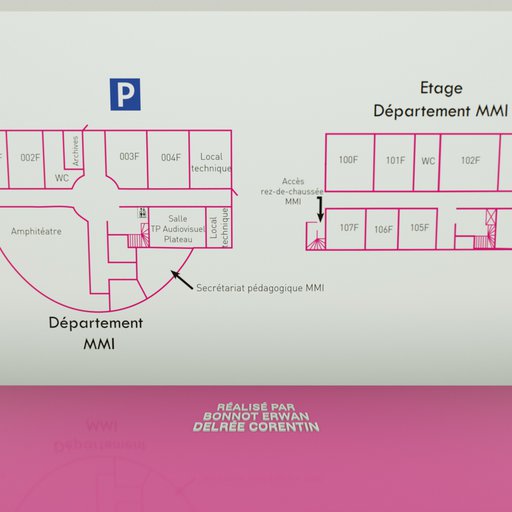 P
Etage
Département MMI
F
002F
Archives
WC
003F
004F
Local
technique
100F
101F
WC
102F
Accès
rez-de-chaussée
MMI
Amphitéatre
Salle
TP Audiovisuel
Plateau
Local
technique
107F
106F
105F
Secrétariat pédagogique MMI
Département
MMI
RÉALISÉ PAR
BONNOT ERWAN
DELRÉE CORENTIN